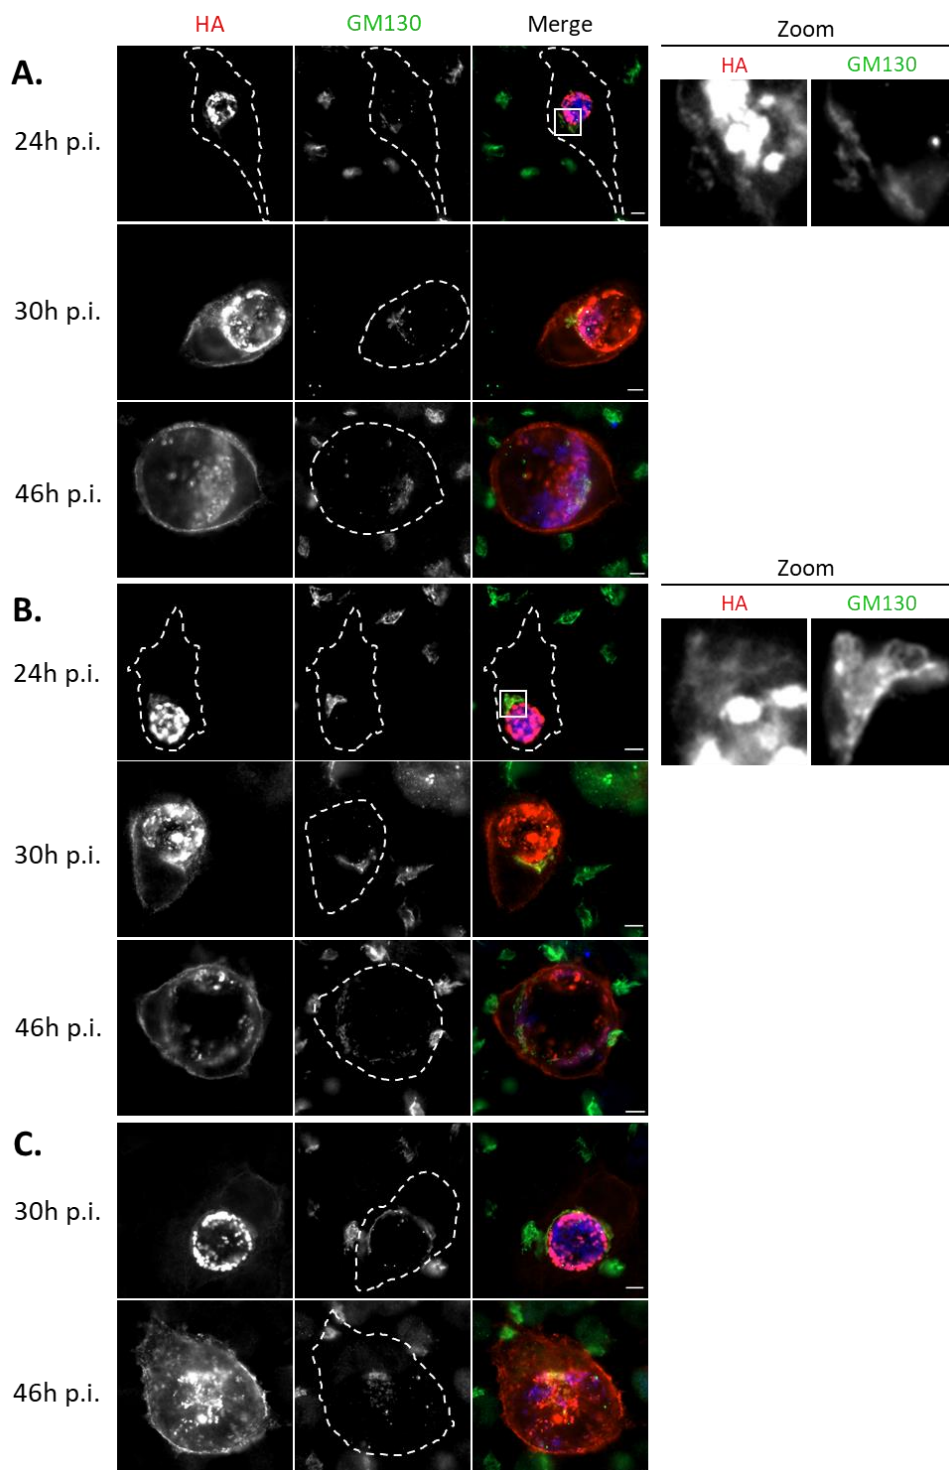 HA GM130 Merge Zoom
HA GM130
A.
24h p.i.
30h p.i.
46h p.i.
Zoom
HA GM130
B.
24h p.i.
30h p.i.
46h p.i.
C.
30h p.i.
46h p.i.